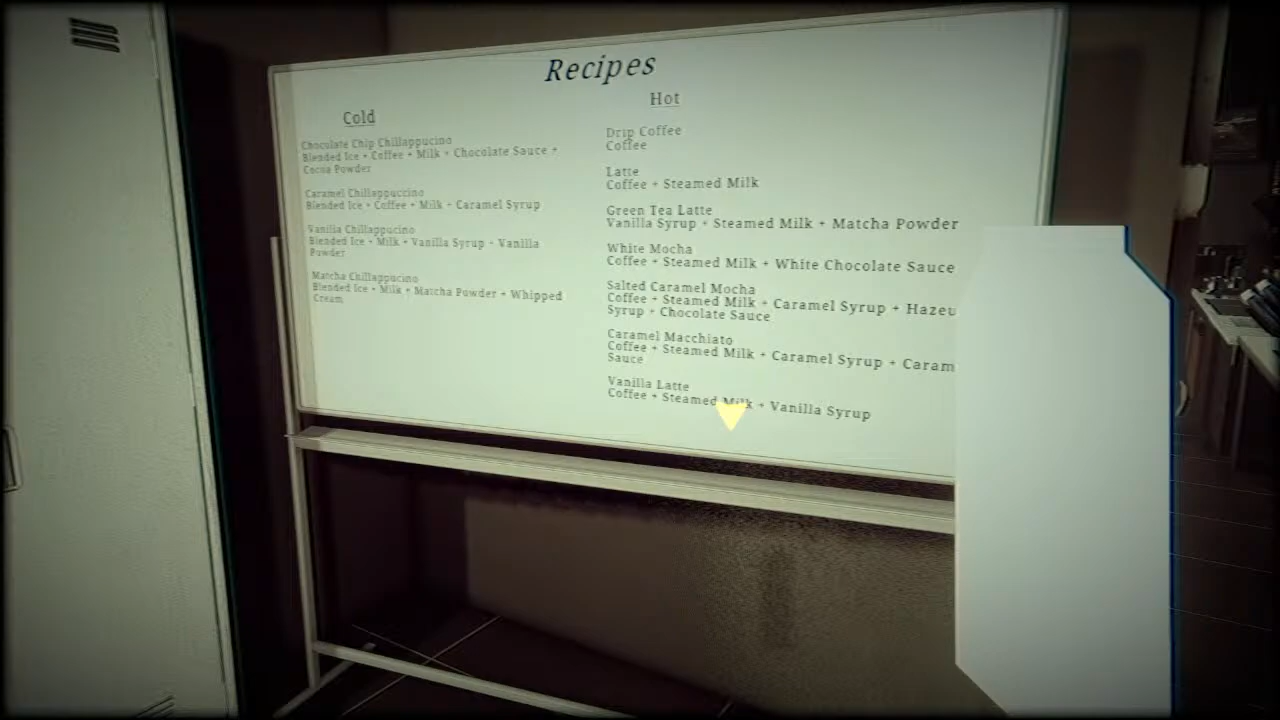 Recipes
Cold
Chocolate Chip Chillappucino
Blended Ice + Coffee + Milk + Chocolate Sauce +
Cocoa Powder
Caramel Chillappuccino
Blended Ice + Coffee + Milk + Caramel Syrup
Vanilla Chillappucino
Blended Ice + Milk + Vanilla Syrup + Vanilla
Powder
Matcha Chillappucino
Blended Ice + Milk + Matcha Powder + Whipped
Cream
Hot
Drip Coffee
Coffee
Latte
Coffee + Steamed Milk
Green Tea Latte
Vanilla Syrup + Steamed Milk + Matcha Powder
White Mocha
Coffee + Steamed Milk + White Chocolate Sauce
Salted Caramel Mocha
Coffee + Steamed Milk + Caramel Syrup +
Syrup + Chocolate Sauce
Caramel Macchiato
Coffee + Steamed Milk + Caramel Syrup + Caram
Sauce
Vanilla Latte
Coffee + Steamed Milk + Vanilla Syrup